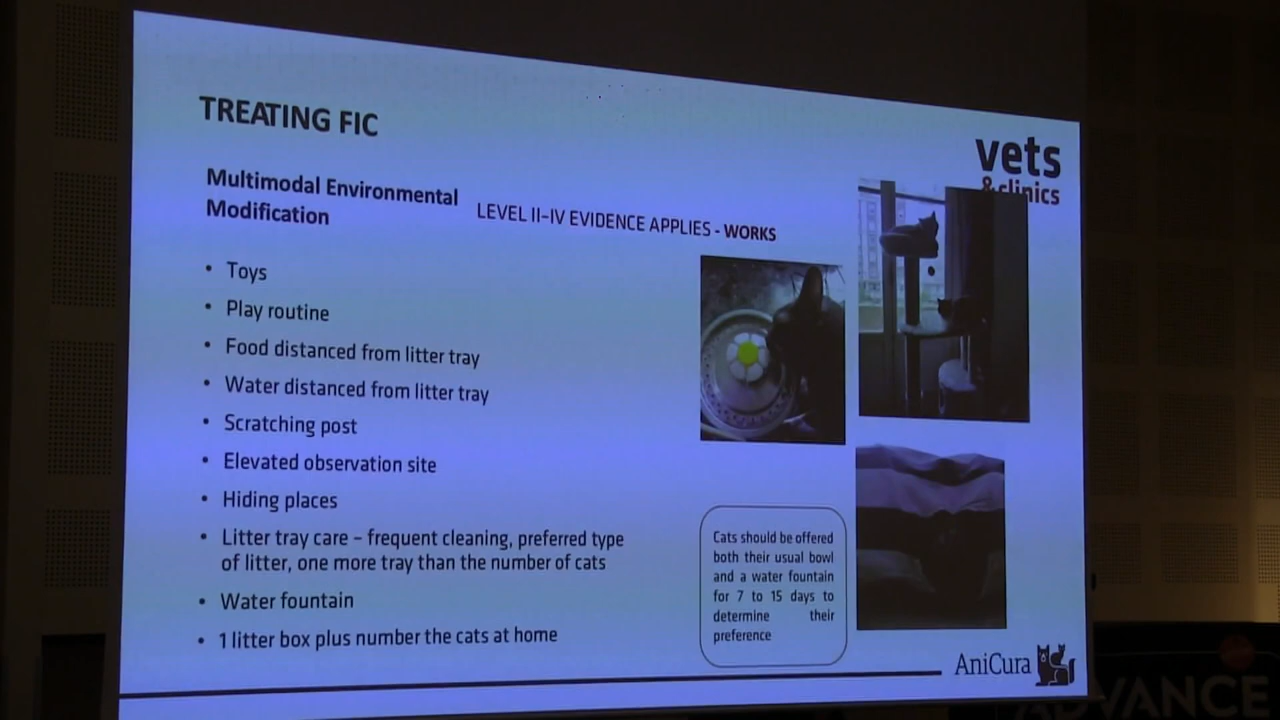 TREATING FIC
vets
& clinics
Multimodal Environmental
Modification
LEVEL II-IV EVIDENCE APPLIES - WORKS
• Toys
• Play routine
• Food distanced from litter tray
• Water distanced from litter tray
• Scratching post
• Elevated observation site
• Hiding places
• Litter tray care – frequent cleaning, preferred type
of litter, one more tray than the number of cats
• Water fountain
• 1 litter box plus number the cats at home
Cats should be offered
both their usual bowl
and a water fountain
for 7 to 15 days to
determine their
preference
AniCura
ADVANCE